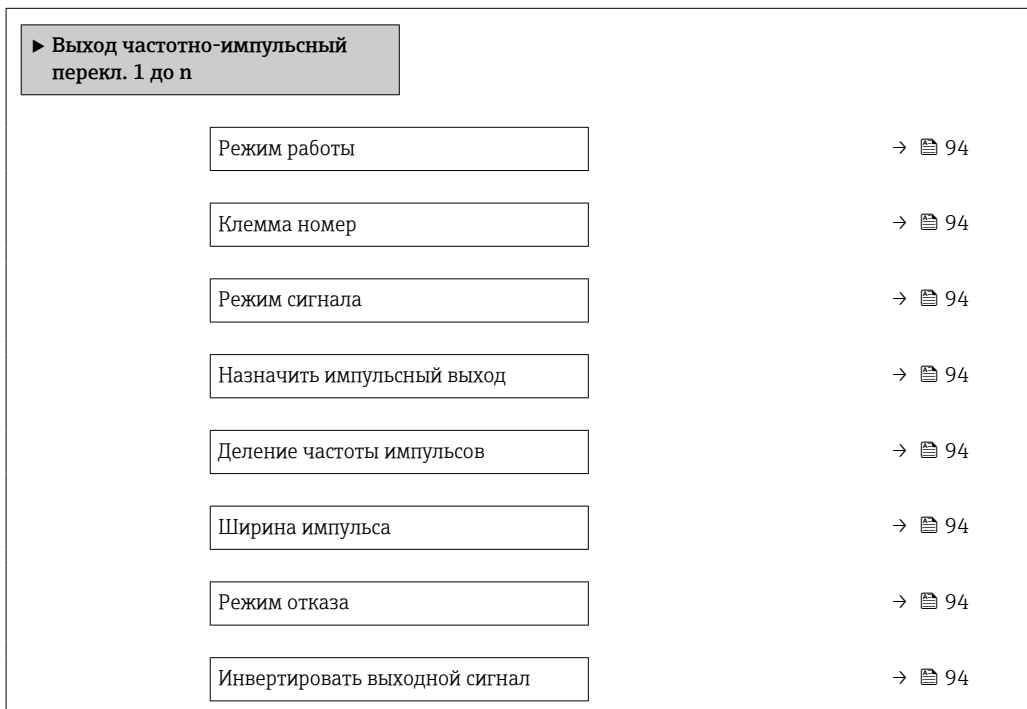 ▶ Выход частотно-импульсный
перекл. 1 до n
Режим работы → 94
Клемма номер → 94
Режим сигнала → 94
Назначить импульсный выход → 94
Деление частоты импульсов → 94
Ширина импульса → 94
Режим отказа → 94
Инвертировать выходной сигнал → 94